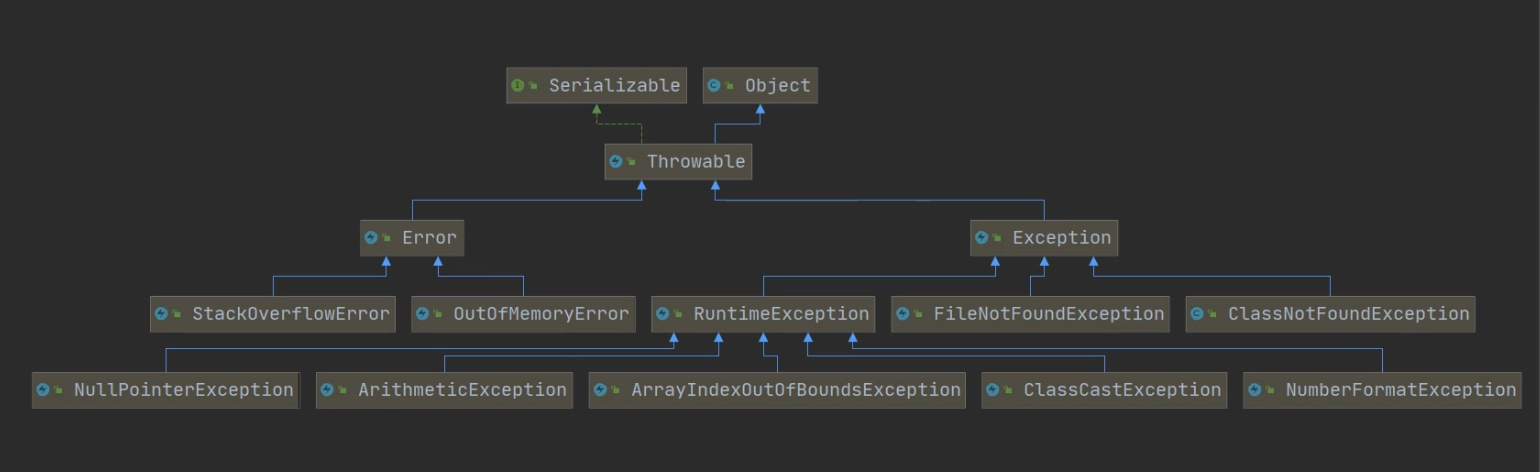 Serializable Object
Throwable
Error Exception
StackOverflowError OutOfMemoryError RuntimeException FileNotFoundException ClassNotFoundException
NullPointerException ArithmeticException ArrayIndexOutOfBoundsException ClassCastException NumberFormatException